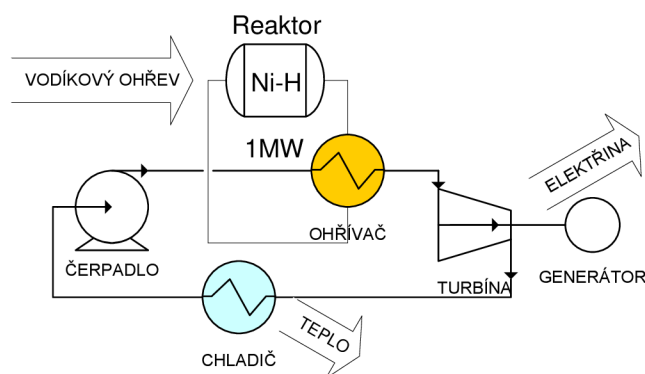 Reaktor
VODÍKOVÝ OHŘEV
Ni-H
1MW
ELEKTŘINA
OHŘÍVAČ
ČERPADLO
TURBÍNA
GENERÁTOR
TEPLO
CHLADIČ